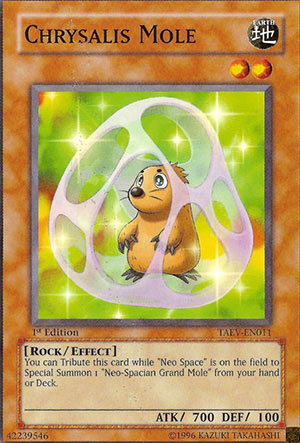 CHRYSALIS MOLE
EARTH
地
1st Edition
TAEV-EN011
[ROCK/EFFECT]
You can Tribute this card while "Neo Space" is on the field to
Special Summon 1 "Neo-Spacian Grand Mole" from your hand
or Deck.
ATK/ 700 DEF/ 100
42239546
©1996 KAZUKI TAKAHASHI